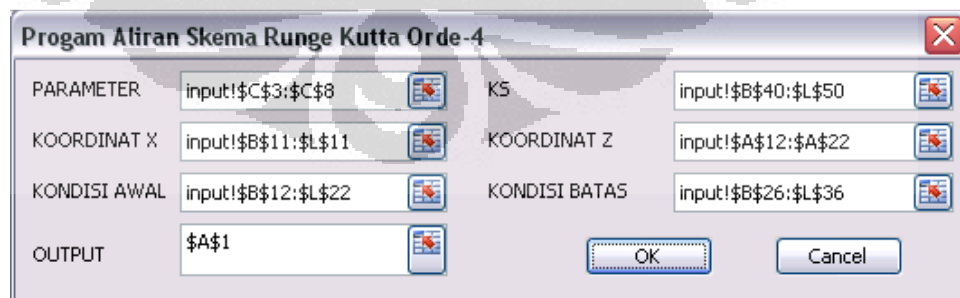 Progam Aliran Skema Runge Kutta Orde-4
PARAMETER input!$C$3:$C$8 KS input!$B$40:$L$50
KOORDINAT X input!$B$11:$L$11 KOORDINAT Z input!$A$12:$A$22
KONDISI AWAL input!$B$12:$L$22 KONDISI BATAS input!$B$26:$L$36
OUTPUT $A$1 OK Cancel